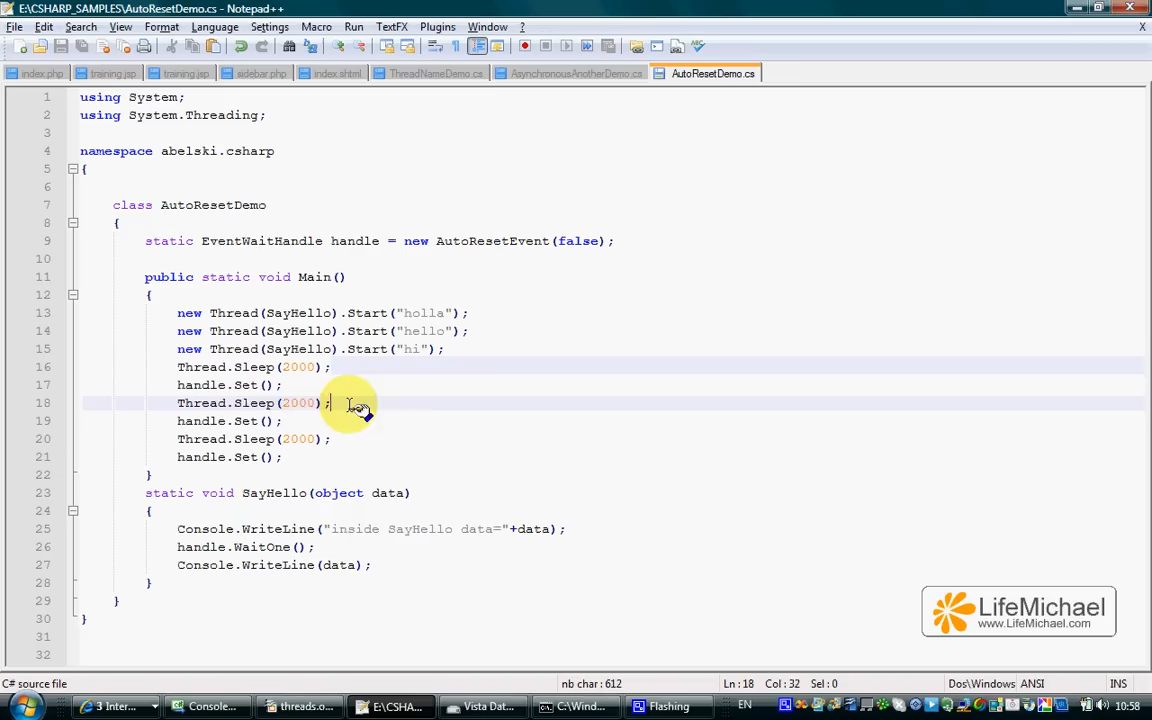 E:\CSHARP_SAMPLES\AutoResetDemo.cs - Notepad++
File Edit Search View Format Language Settings Macro Run TextFX Plugins Window ? X
index.php training.jsp training.jsp sidebar.php index.shtml ThreadNameDemo.cs AsynchronousAnotherDemo.cs AutoResetDemo.cs
1 using System;
2 using System.Threading;
3
4 namespace abelski.csharp
5 {
6
7 class AutoResetDemo
8 {
9 static EventWaitHandle handle = new AutoResetEvent(false);
10
11 public static void Main()
12 {
13 new Thread(SayHello).Start("holla");
14 new Thread(SayHello).Start("hello");
15 new Thread(SayHello).Start("hi");
16 Thread.Sleep(2000);
17 handle.Set();
18 Thread.Sleep(2000);
19 handle.Set();
20 Thread.Sleep(2000);
21 handle.Set();
22 }
23 static void SayHello(object data)
24 {
25 Console.WriteLine("inside SayHello data="+data);
26 handle.WaitOne();
27 Console.WriteLine(data);
28 }
29 }
30 }
31
32
LifeMichael
www.LifeMichael.com
C# source file nb char : 612 Ln : 18 Col : 32 Sel : 0 Dos\Windows ANSI INS
3 Inter... Console... threads.o... E:\CSHA... Vista Dat... C:\Wind... Flashing EN 10:58